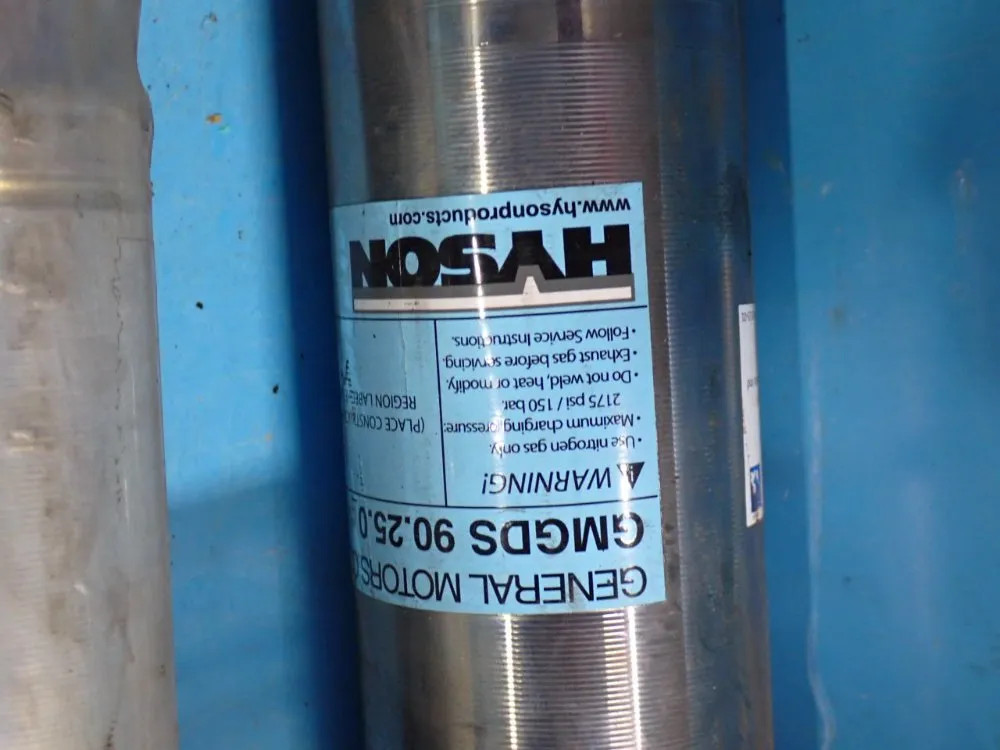 GENERAL MOTORS
GMGDS 90.25.0
WARNING!
• Use nitrogen gas only.
• Maximum charging pressure:
2175 psi / 150 bar.
• Do not weld, heat or modify.
• Exhaust gas before servicing.
• Follow Service Instructions.
(PLACE
REGION LABEL
HYSON
www.hysonproducts.com